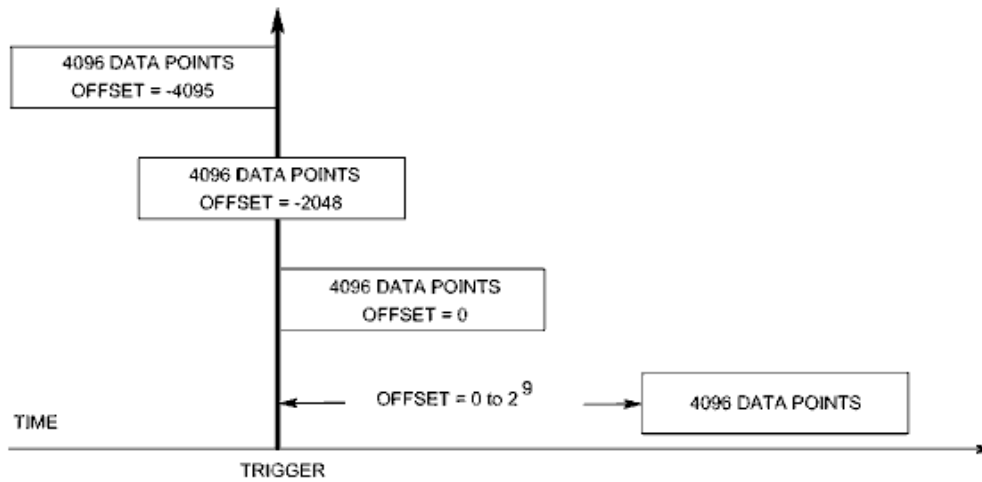 4096 DATA POINTS
OFFSET = -4095
4096 DATA POINTS
OFFSET = -2048
4096 DATA POINTS
OFFSET = 0
OFFSET = 0 to 2^9
4096 DATA POINTS
TIME
TRIGGER